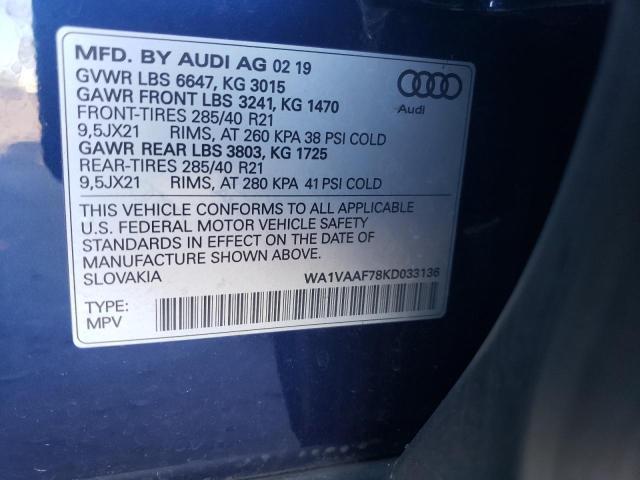 MFD. BY AUDI AG 02 19
GVWR LBS 6647, KG 3015
GAWR FRONT LBS 3241, KG 1470
FRONT-TIRES 285/40 R21
9,5JX21 RIMS, AT 260 KPA 38 PSI COLD
GAWR REAR LBS 3803, KG 1725
REAR-TIRES 285/40 R21
9,5JX21 RIMS, AT 280 KPA 41 PSI COLD
Audi
THIS VEHICLE CONFORMS TO ALL APPLICABLE
U.S. FEDERAL MOTOR VEHICLE SAFETY
STANDARDS IN EFFECT ON THE DATE OF
MANUFACTURE SHOWN ABOVE.
SLOVAKIA WA1VAAF78KD033136
TYPE:
MPV